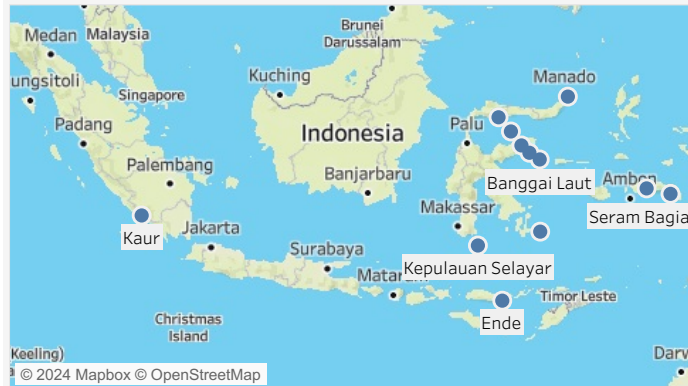 Brunei
Darussalam
Medan
Malaysia
ungsitoli
Kuching
Manado
Singapore
Padang
Indonesia
Palu
Palembang
Banjarbaru
Banggai Laut
Ambon
Makassar
Seram Bagia
Kaur
Jakarta
Surabaya
Kepulauan Selayar
Mataram
Timor Leste
Christmas
Island
Ende
Keeling)
Darw
© 2024 Mapbox © OpenStreetMap